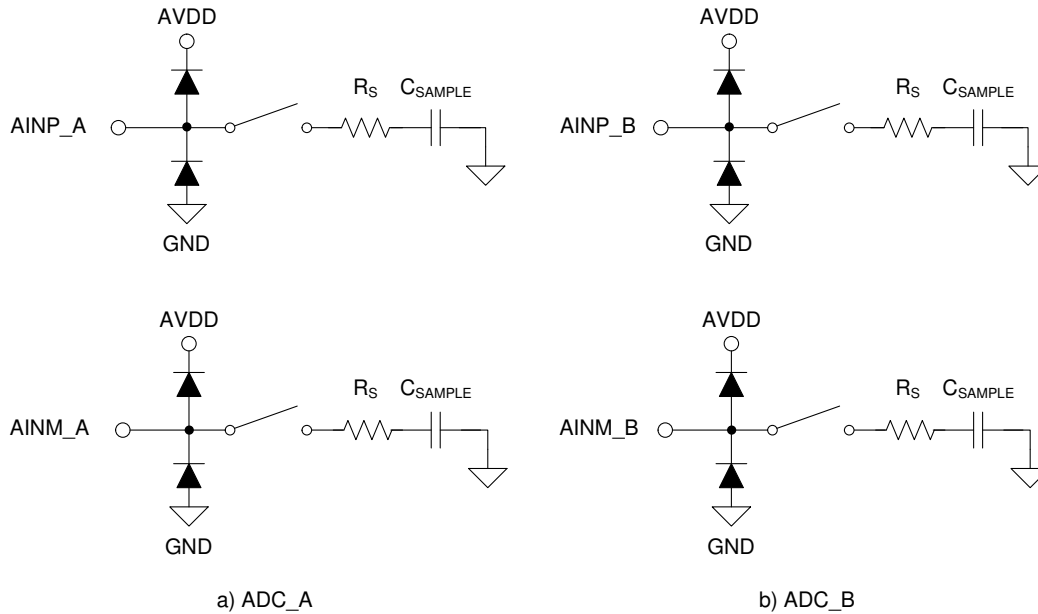 AVDD
AVDD
R_S C_SAMPLE
R_S C_SAMPLE
AINP_A
AINP_B
GND
GND
AVDD
AVDD
R_S C_SAMPLE
R_S C_SAMPLE
AINM_A
AINM_B
GND
GND
a) ADC_A
b) ADC_B